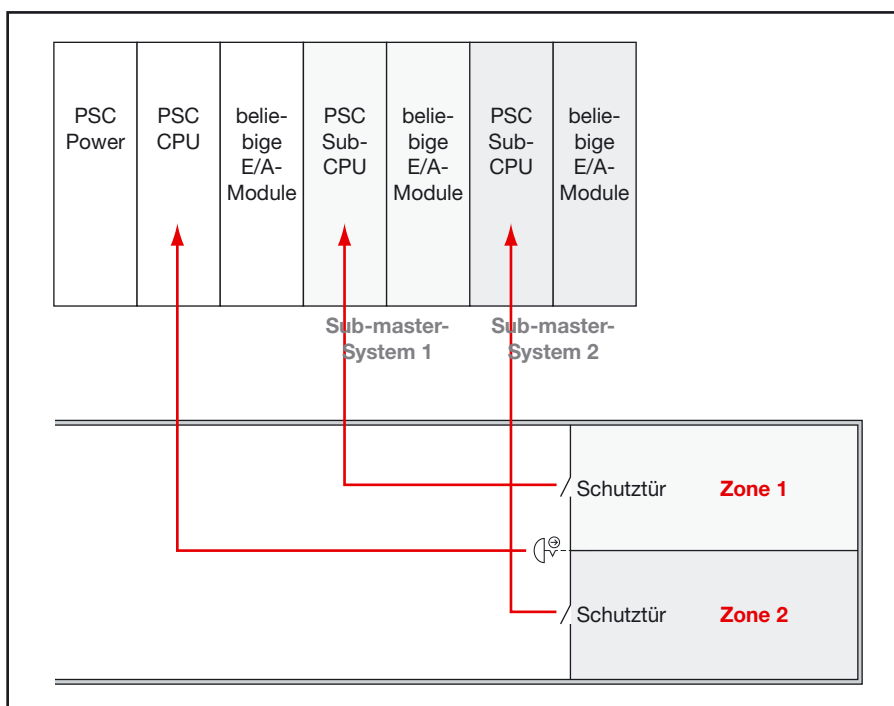 PSC
Power
PSC
CPU
belie-
bige
E/A-
Module
PSC
Sub-
CPU
belie-
bige
E/A-
Module
PSC
Sub-
CPU
belie-
bige
E/A-
Module
Sub-master-
System 1
Sub-master-
System 2
Schutztür
Zone 1
Schutztür
Zone 2